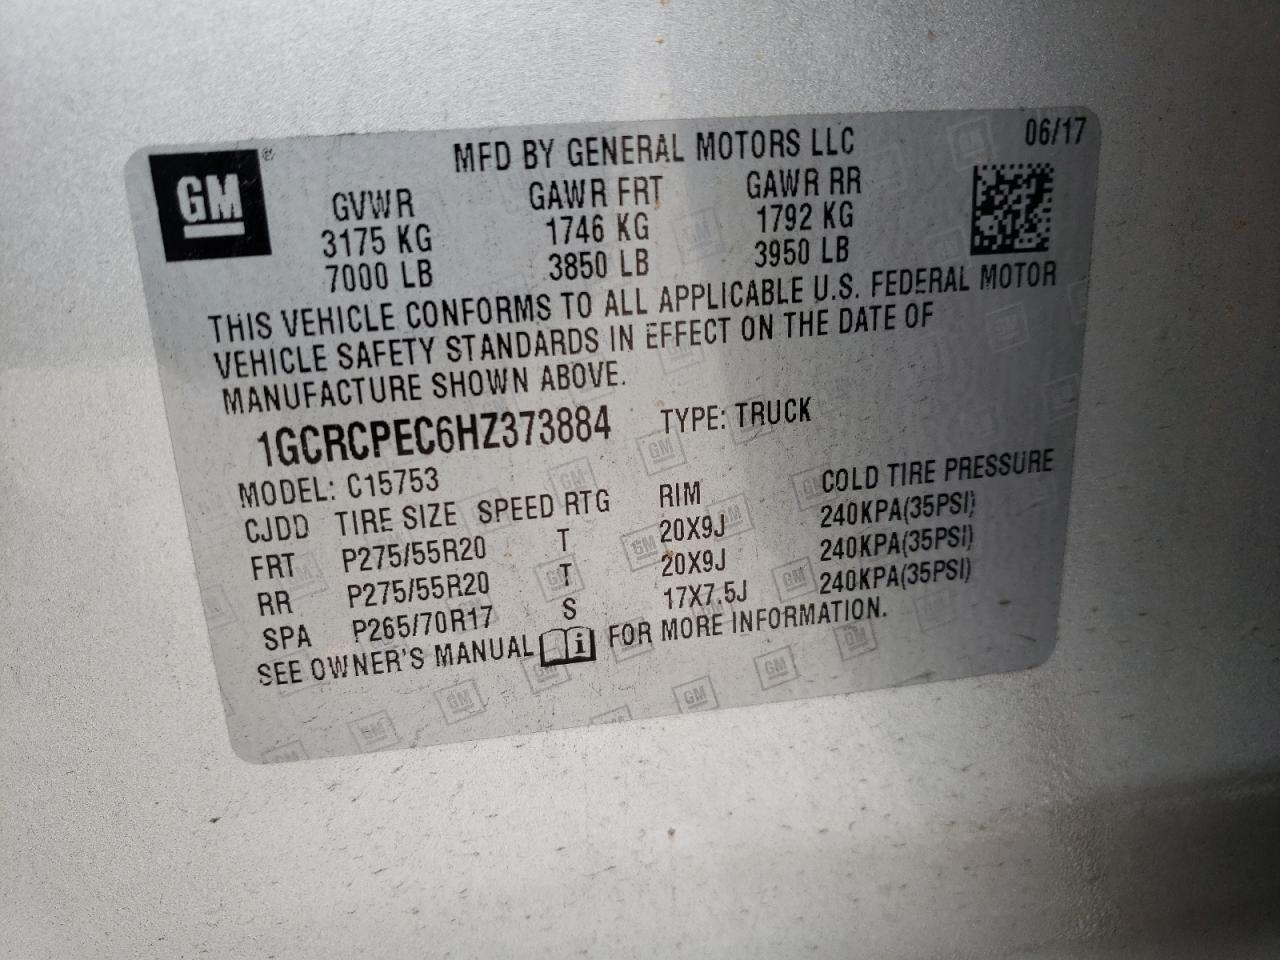 GM ® MFD BY GENERAL MOTORS LLC 06/17
GVWR GAWR FRT GAWR RR
3175 KG 1746 KG 1792 KG
7000 LB 3850 LB 3950 LB
THIS VEHICLE CONFORMS TO ALL APPLICABLE U.S. FEDERAL MOTOR
VEHICLE SAFETY STANDARDS IN EFFECT ON THE DATE OF
MANUFACTURE SHOWN ABOVE.
1GCRCPEC6HZ373884 TYPE: TRUCK
MODEL: C15753
CJDD TIRE SIZE SPEED RTG RIM COLD TIRE PRESSURE
FRT P275/55R20 T 20X9J 240KPA(35PSI)
RR P275/55R20 T 20X9J 240KPA(35PSI)
SPA P265/70R17 S 17X7.5J 240KPA(35PSI)
SEE OWNER'S MANUAL i FOR MORE INFORMATION.